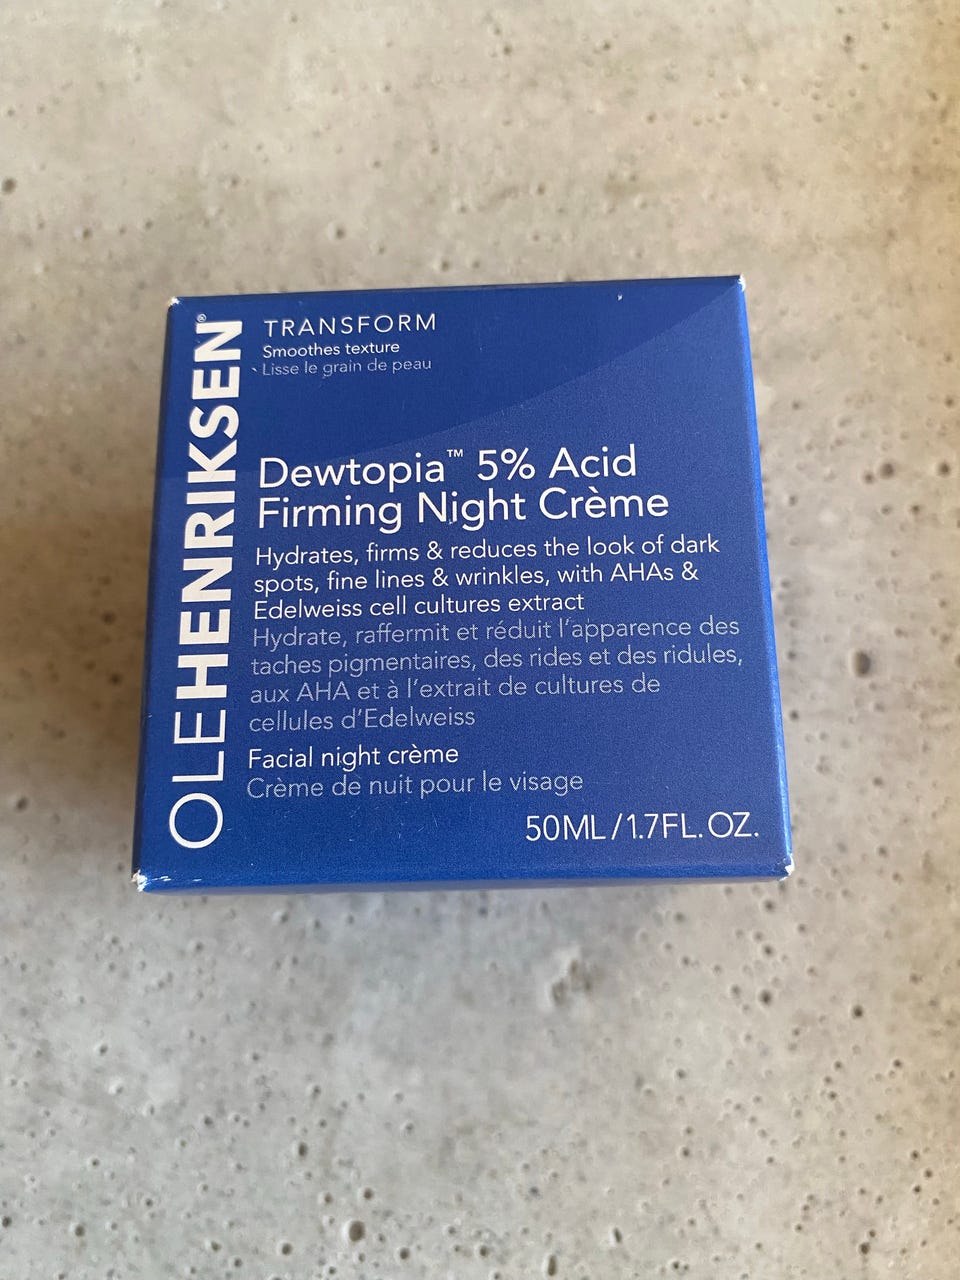 OLEHENRIKSEN®
TRANSFORM
Smoothes texture
Lisse le grain de peau
Dewtopia™ 5% Acid
Firming Night Crème
Hydrates, firms & reduces the look of dark
spots, fine lines & wrinkles, with AHAs &
Edelweiss cell cultures extract
Hydrate, raffermit et réduit l'apparence des
taches pigmentaires, des rides et des ridules,
aux AHA et à l'extrait de cultures de
cellules d'Edelweiss
Facial night crème
Crème de nuit pour le visage
50ML/1.7FL. OZ.